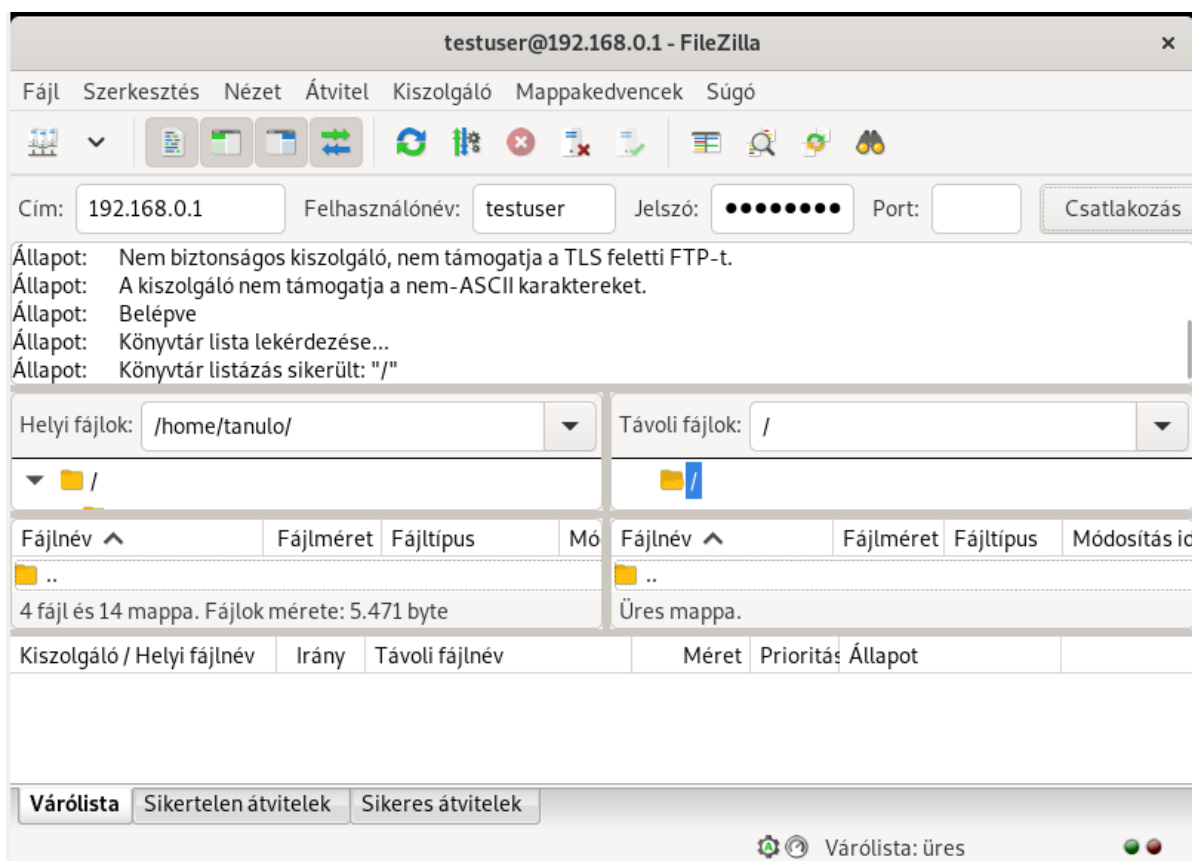 testuser@192.168.0.1 - FileZilla
Fájl Szerkesztés Nézet Átvitel Kiszolgáló Mappakedvencek Súgó
Cím: 192.168.0.1 Felhasználónév: testuser Jelszó: ●●●●●●●● Port: Csatlakozás
Állapot: Nem biztonságos kiszolgáló, nem támogatja a TLS feletti FTP-t.
Állapot: A kiszolgáló nem támogatja a nem-ASCII karaktereket.
Állapot: Belépve
Állapot: Könyvtár lista lekérdezése...
Állapot: Könyvtár listázás sikerült: "/"
Helyi fájlok: /home/tanulo/ Távoli fájlok: /
/ /
Fájlnév Fájlméret Fájltípus Mó Fájlnév Fájlméret Fájltípus Módosítás id
.. ..
4 fájl és 14 mappa. Fájlok mérete: 5.471 byte Üres mappa.
Kiszolgáló / Helyi fájlnév Irány Távoli fájlnév Méret Prioritás Állapot
Várólista Sikertelen átvitelek Sikeres átvitelek
Várólista: üres